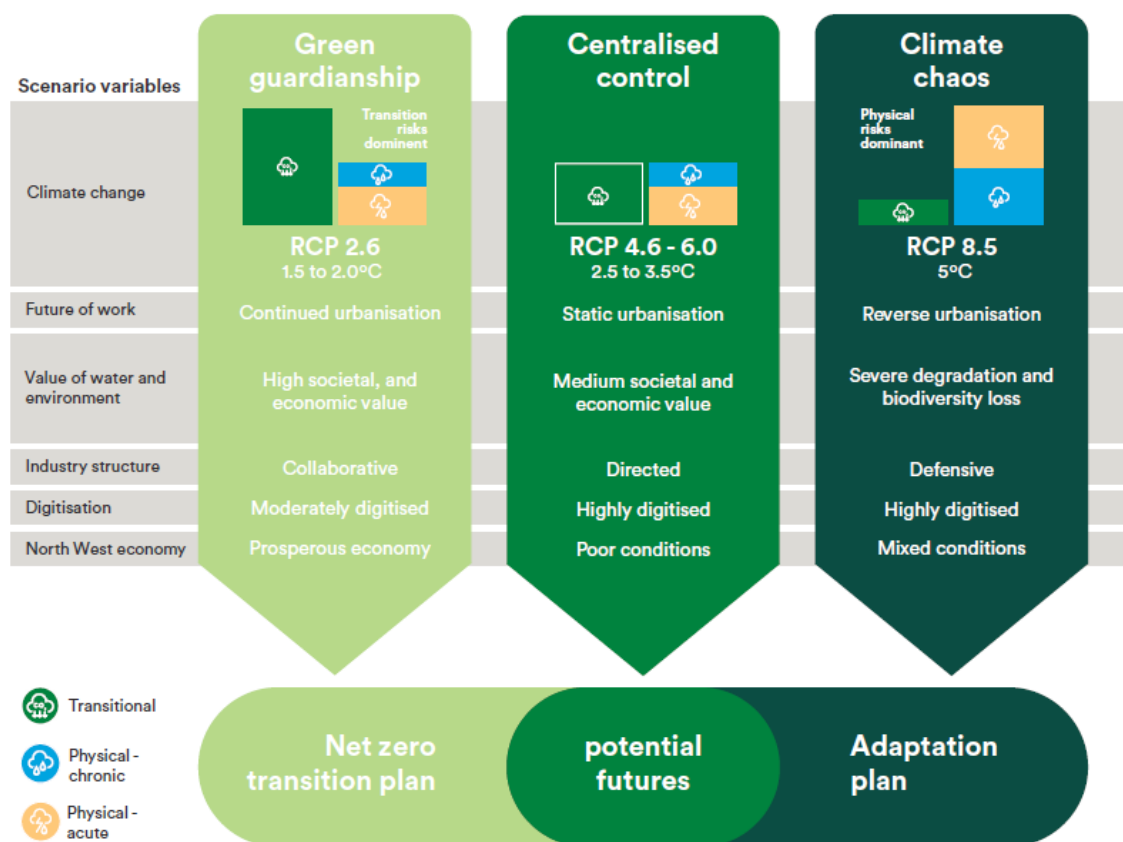 Green
guardianship
Centralised
control
Climate
chaos
Scenario variables
Climate change
Transition
risks
dominent
Physical
risks
dominant
RCP 2.6
1.5 to 2.0°C
RCP 4.6 - 6.0
2.5 to 3.5°C
RCP 8.5
5°C
Future of work
Continued urbanisation
Static urbanisation
Reverse urbanisation
Value of water and
environment
High societal, and
economic value
Medium societal and
economic value
Severe degradation and
biodiversity loss
Industry structure
Collaborative
Directed
Defensive
Digitisation
Moderately digitised
Highly digitised
Highly digitised
North West economy
Prosperous economy
Poor conditions
Mixed conditions
Transitional
Physical -
chronic
Physical -
acute
Net zero
transition plan
potential
futures
Adaptation
plan